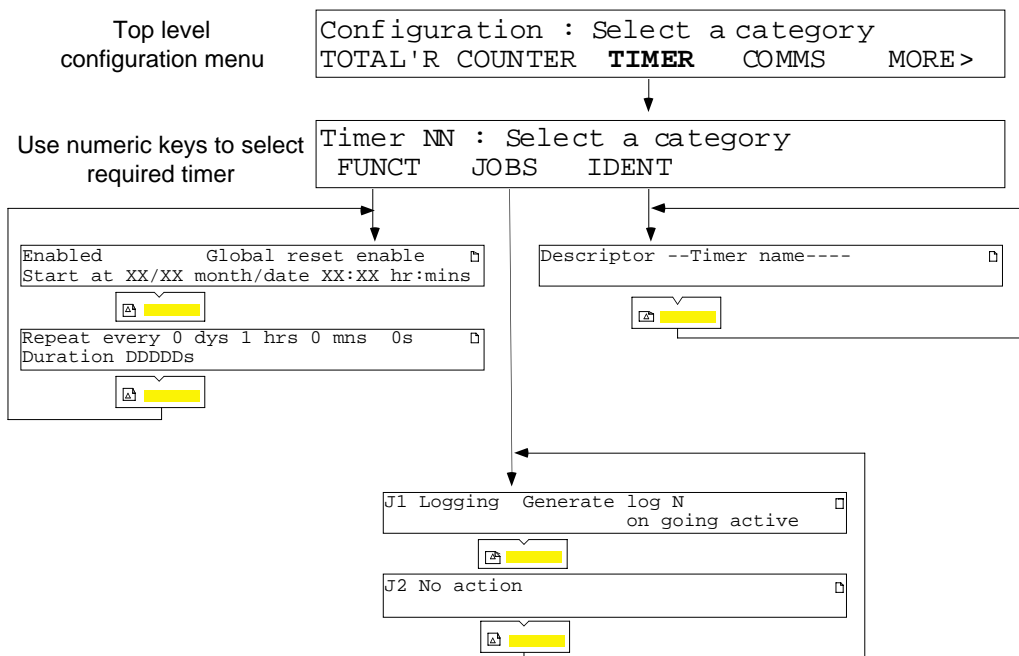 Top level
configuration menu
Configuration : Select a category
TOTAL'R COUNTER TIMER COMMS MORE>
Use numeric keys to select
required timer
Timer NN : Select a category
FUNCT JOBS IDENT
Enabled Global reset enable
Start at XX/XX month/date XX:XX hr:mins
Repeat every 0 dys 1 hrs 0 mns 0s
Duration DDDDDs
Descriptor --Timer name----
J1 Logging Generate log N
on going active
J2 No action